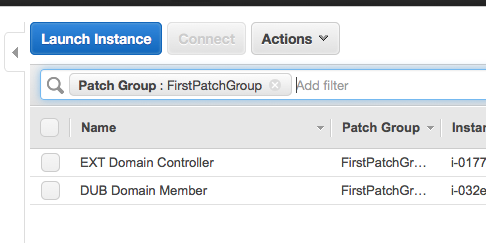 Launch Instance Connect Actions
Patch Group : FirstPatchGroup Add filter
Name Patch Group Instan
EXT Domain Controller FirstPatchGr... i-0177
DUB Domain Member FirstPatchGr... i-032e